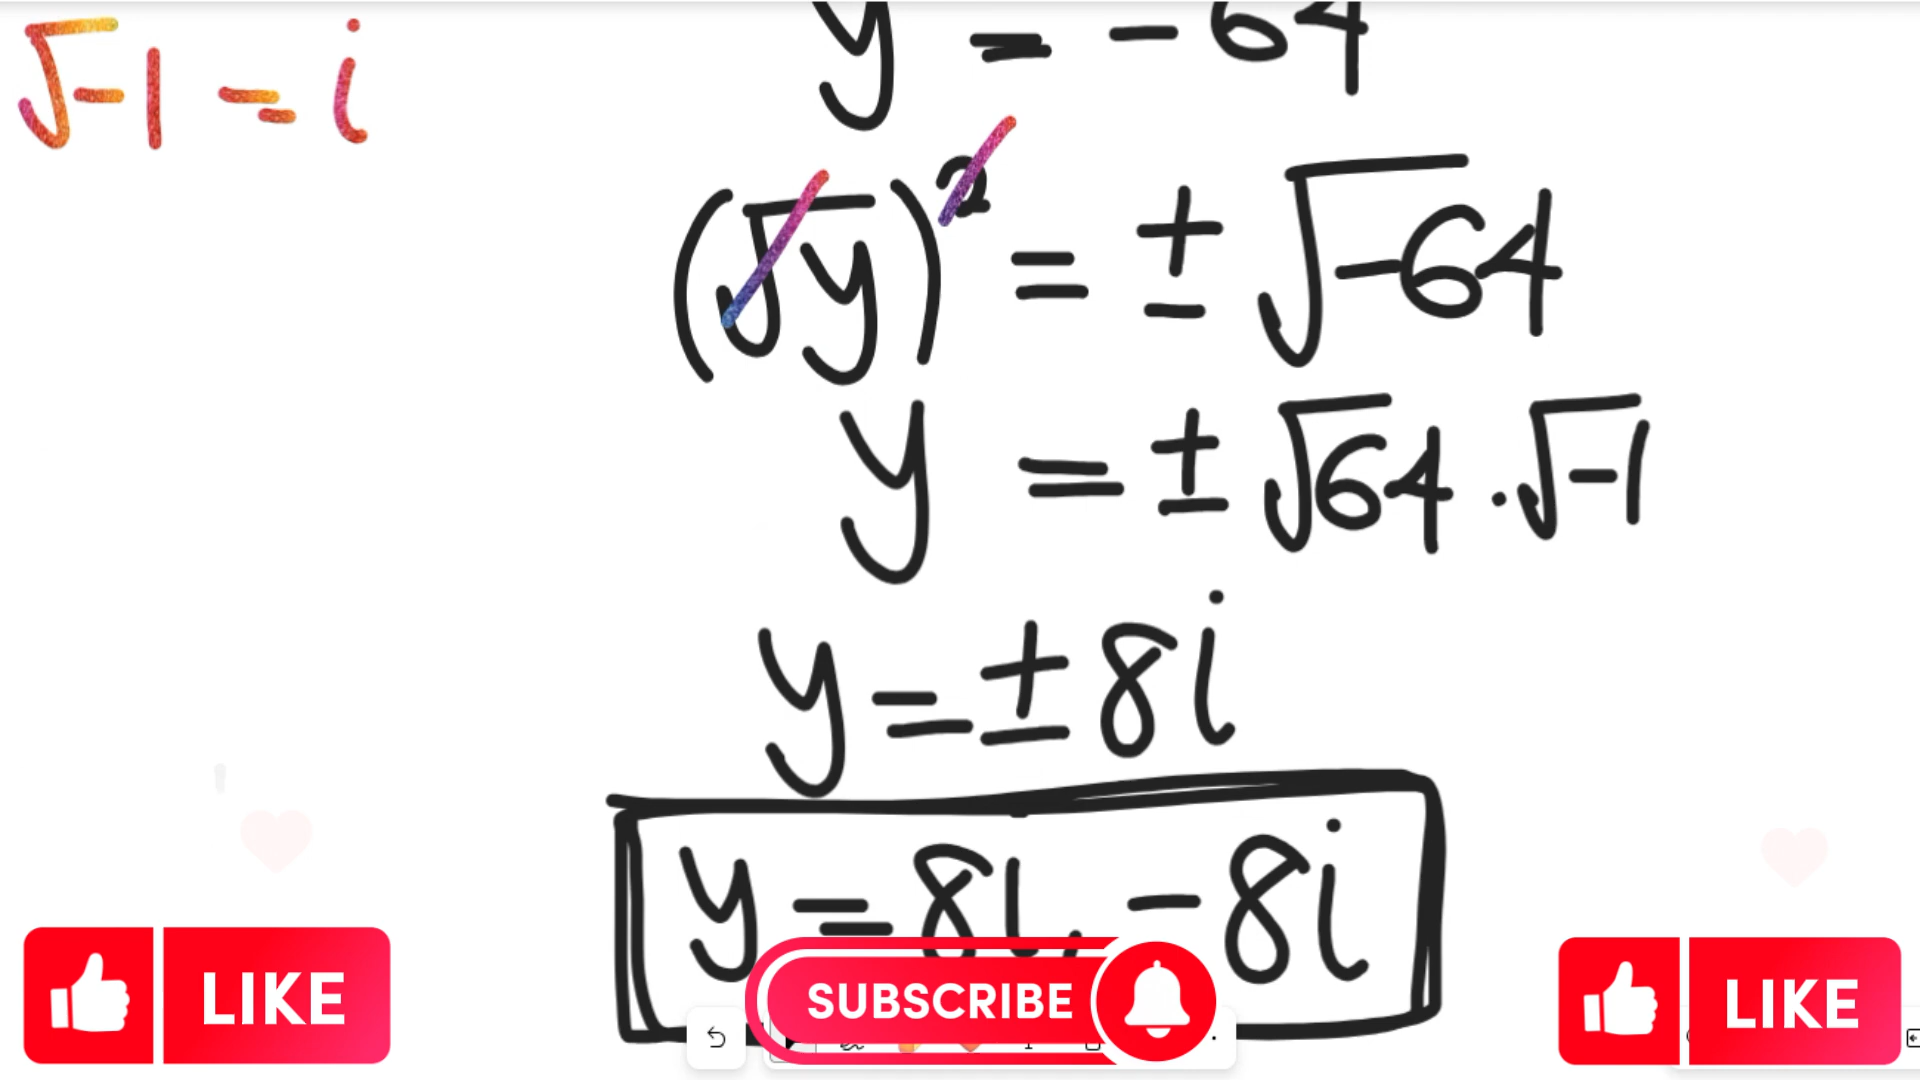 √-1 = i
y = -64
(√y)² = ± √-64
y = ± √64 · √-1
y = ± 8i
y = 8i, -8i
LIKE
SUBSCRIBE
LIKE